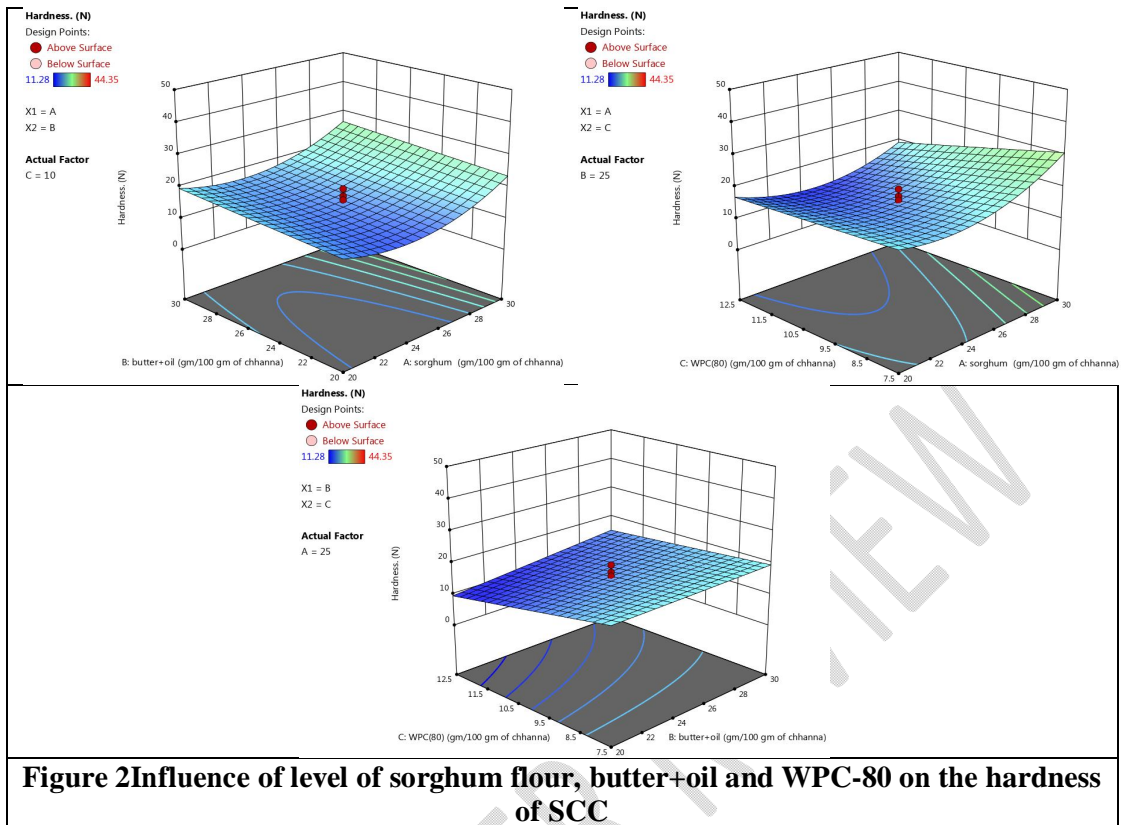 Hardness. (N)
Design Points:
Above Surface
Below Surface
11.28 44.35
X1 = A
X2 = B
Actual Factor
C = 10
Hardness. (N)
50
40
30
20
10
0
30
28
26
24
22
20
20
22
24
26
28
30
B: butter+oil (gm/100 gm of chhanna)
A: sorghum (gm/100 gm of chhanna)
Hardness. (N)
Design Points:
Above Surface
Below Surface
11.28 44.35
X1 = A
X2 = C
Actual Factor
B = 25
Hardness. (N)
50
40
30
20
10
0
12.5
11.5
10.5
9.5
8.5
7.5
20
22
24
26
28
30
C: WPC(80) (gm/100 gm of chhanna)
A: sorghum (gm/100 gm of chhanna)
Hardness. (N)
Design Points:
Above Surface
Below Surface
11.28 44.35
X1 = B
X2 = C
Actual Factor
A = 25
Hardness. (N)
50
40
30
20
10
0
12.5
11.5
10.5
9.5
8.5
7.5
20
22
24
26
28
30
C: WPC(80) (gm/100 gm of chhanna)
B: butter+oil (gm/100 gm of chhanna)
Figure 2Influence of level of sorghum flour, butter+oil and WPC-80 on the hardness
of SCC